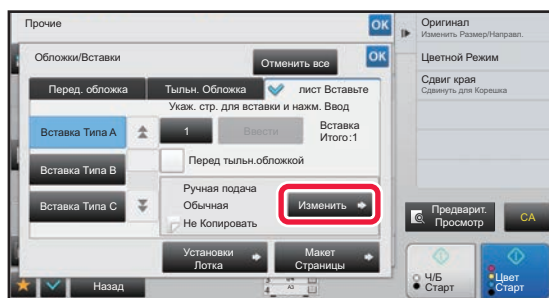 Прочие
OK
Обложки/Вставки
Отменить все
OK
Перед. обложка
Тыльн. Обложка
лист Вставьте
Укаж. стр. для вставки и нажм. Ввод
Вставка Типа A
1
Ввести
Вставка
Итого:1
Вставка Типа B
Перед тыльн.обложкой
Вставка Типа C
Ручная подача
Обычная
Не Копировать
Изменить
Установки
Лотка
Макет
Страницы
Назад
A3
Оригинал
Изменить Размер/Направл.
Цветной Режим
Сдвиг края
Сдвинуть для Корешка
Предварит.
Просмотр
CA
Ч/Б
Старт
Цвет
Старт